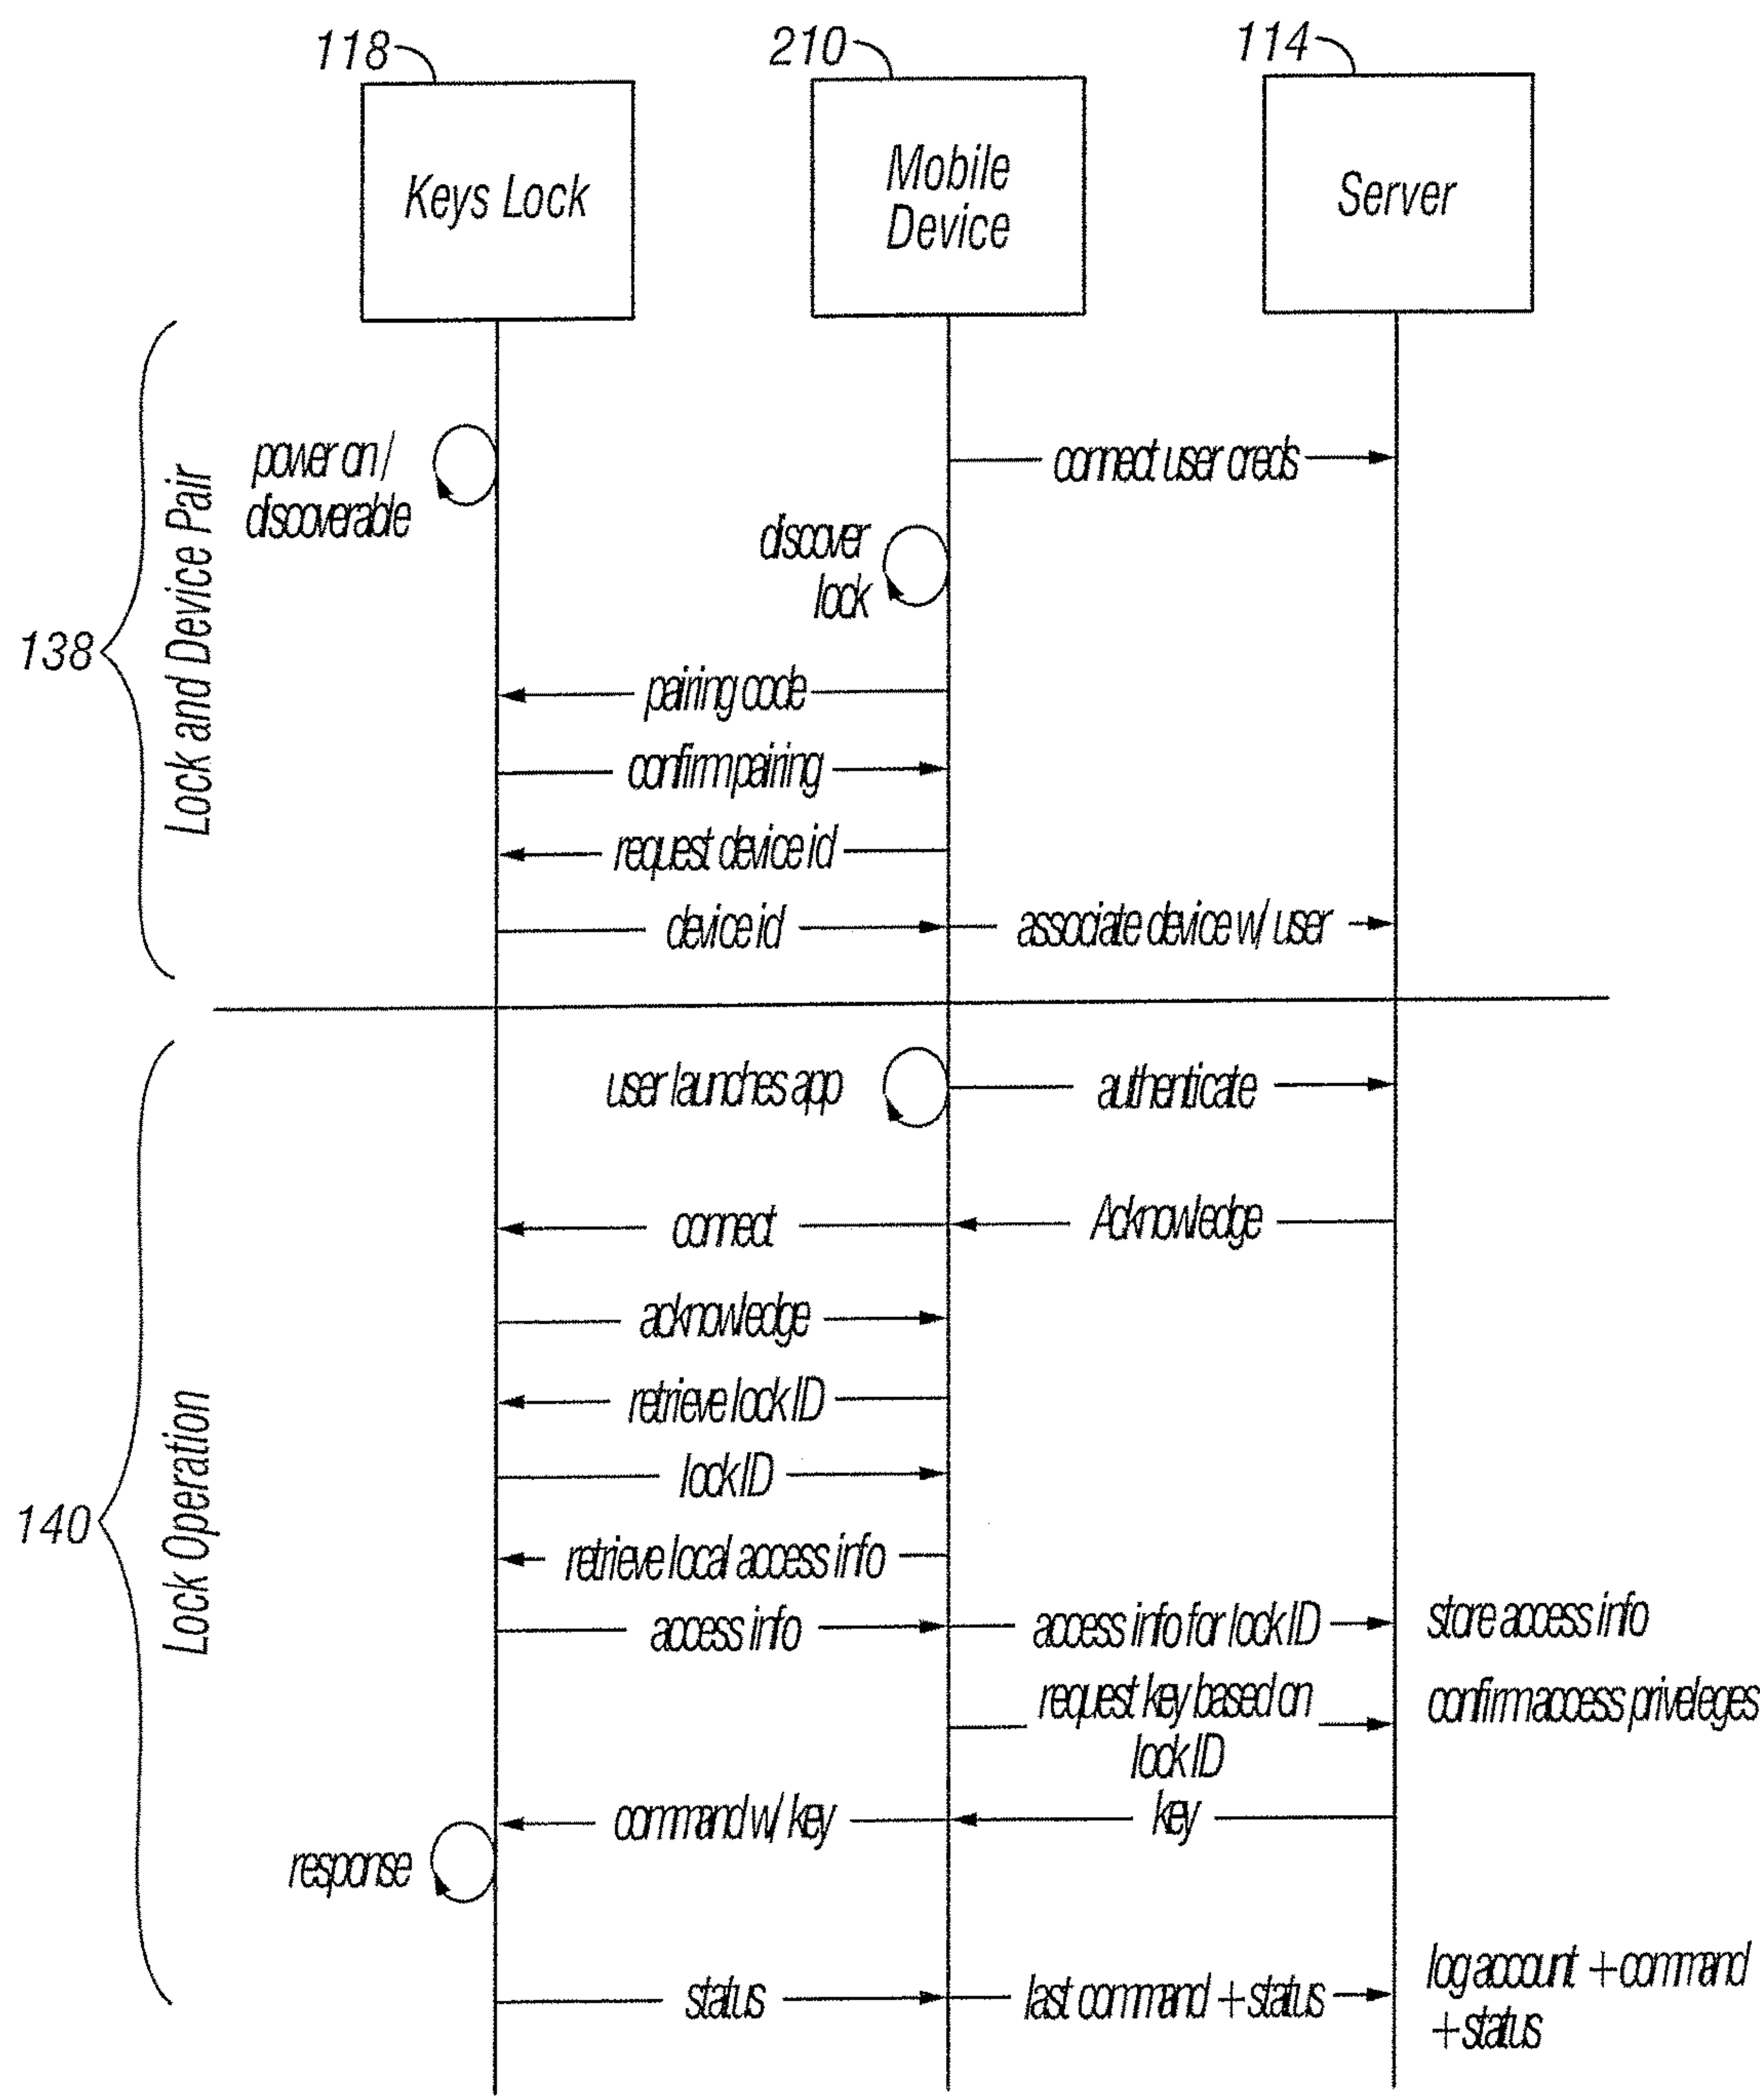 118
210
114
Keys Lock
Mobile
Device
Server
138
Lock and Device Pair
power on /
discoverable
connect user creds
discover
lock
pairing code
confirm pairing
request device id
device id
associate device w/ user
140
Lock Operation
user launches app
authenticate
connect
Acknowledge
acknowledge
retrieve lock ID
lock ID
retrieve local access info
access info
access info for lock ID
store access info
request key based on
lock ID
confirm access priveleges
command w/ key
key
response
status
last command + status
log account + command
+ status